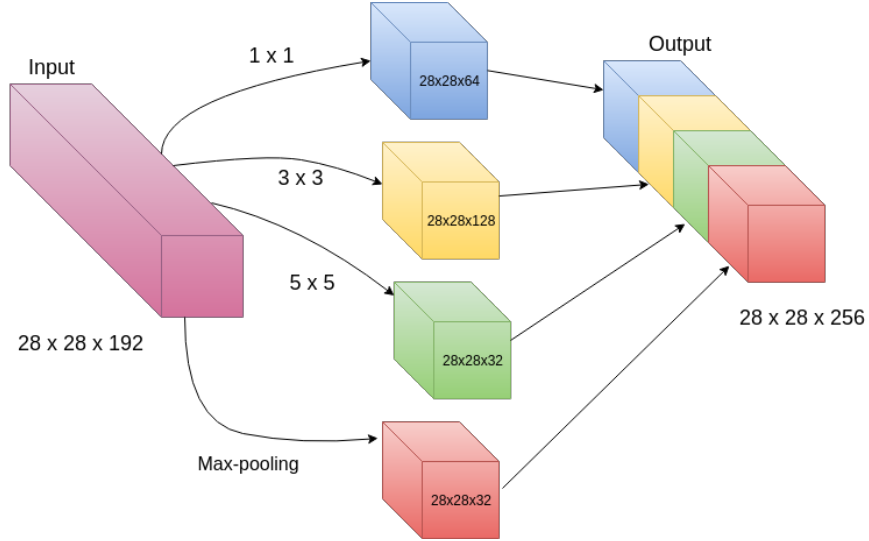 Input
28 x 28 x 192
1 x 1
3 x 3
5 x 5
Max-pooling
28x28x64
28x28x128
28x28x32
28x28x32
Output
28 x 28 x 256